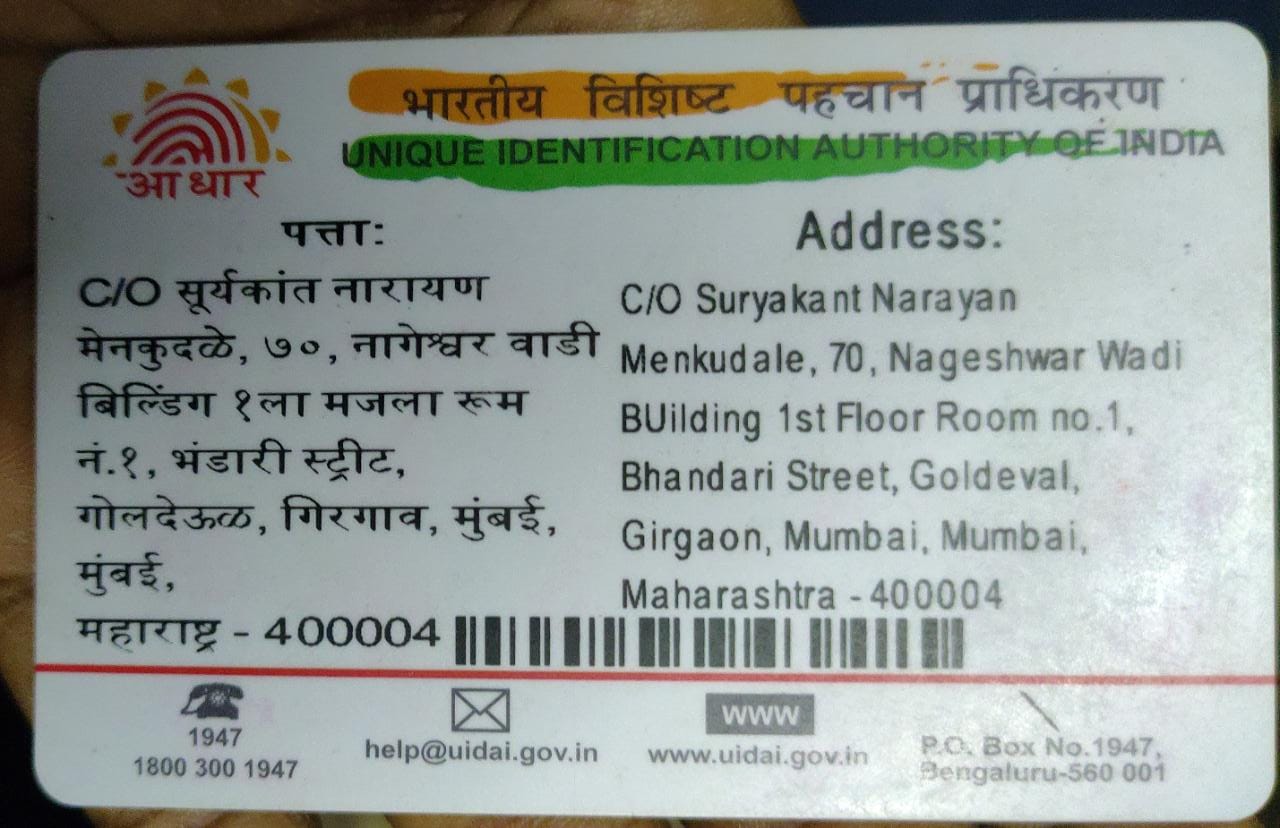 भारतीय विशिष्ट पहचान प्राधिकरण
UNIQUE IDENTIFICATION AUTHORITY OF INDIA
आधार
पत्ता:
C/O सूर्यकांत नारायण
मेनकुदळे, ७०, नागेश्वर वाडी
बिल्डिंग १ला मजला रूम
नं.१, भंडारी स्ट्रीट,
गोलदेऊळ, गिरगाव, मुंबई,
मुंबई,
महाराष्ट्र - 400004
Address:
C/O Suryakant Narayan
Menkudale, 70, Nageshwar Wadi
BUilding 1st Floor Room no.1,
Bhandari Street, Goldeval,
Girgaon, Mumbai, Mumbai,
Maharashtra - 400004
1947
1800 300 1947
help@uidai.gov.in
www
www.uidai.gov.in
P.O. Box No.1947,
Bengaluru-560 001